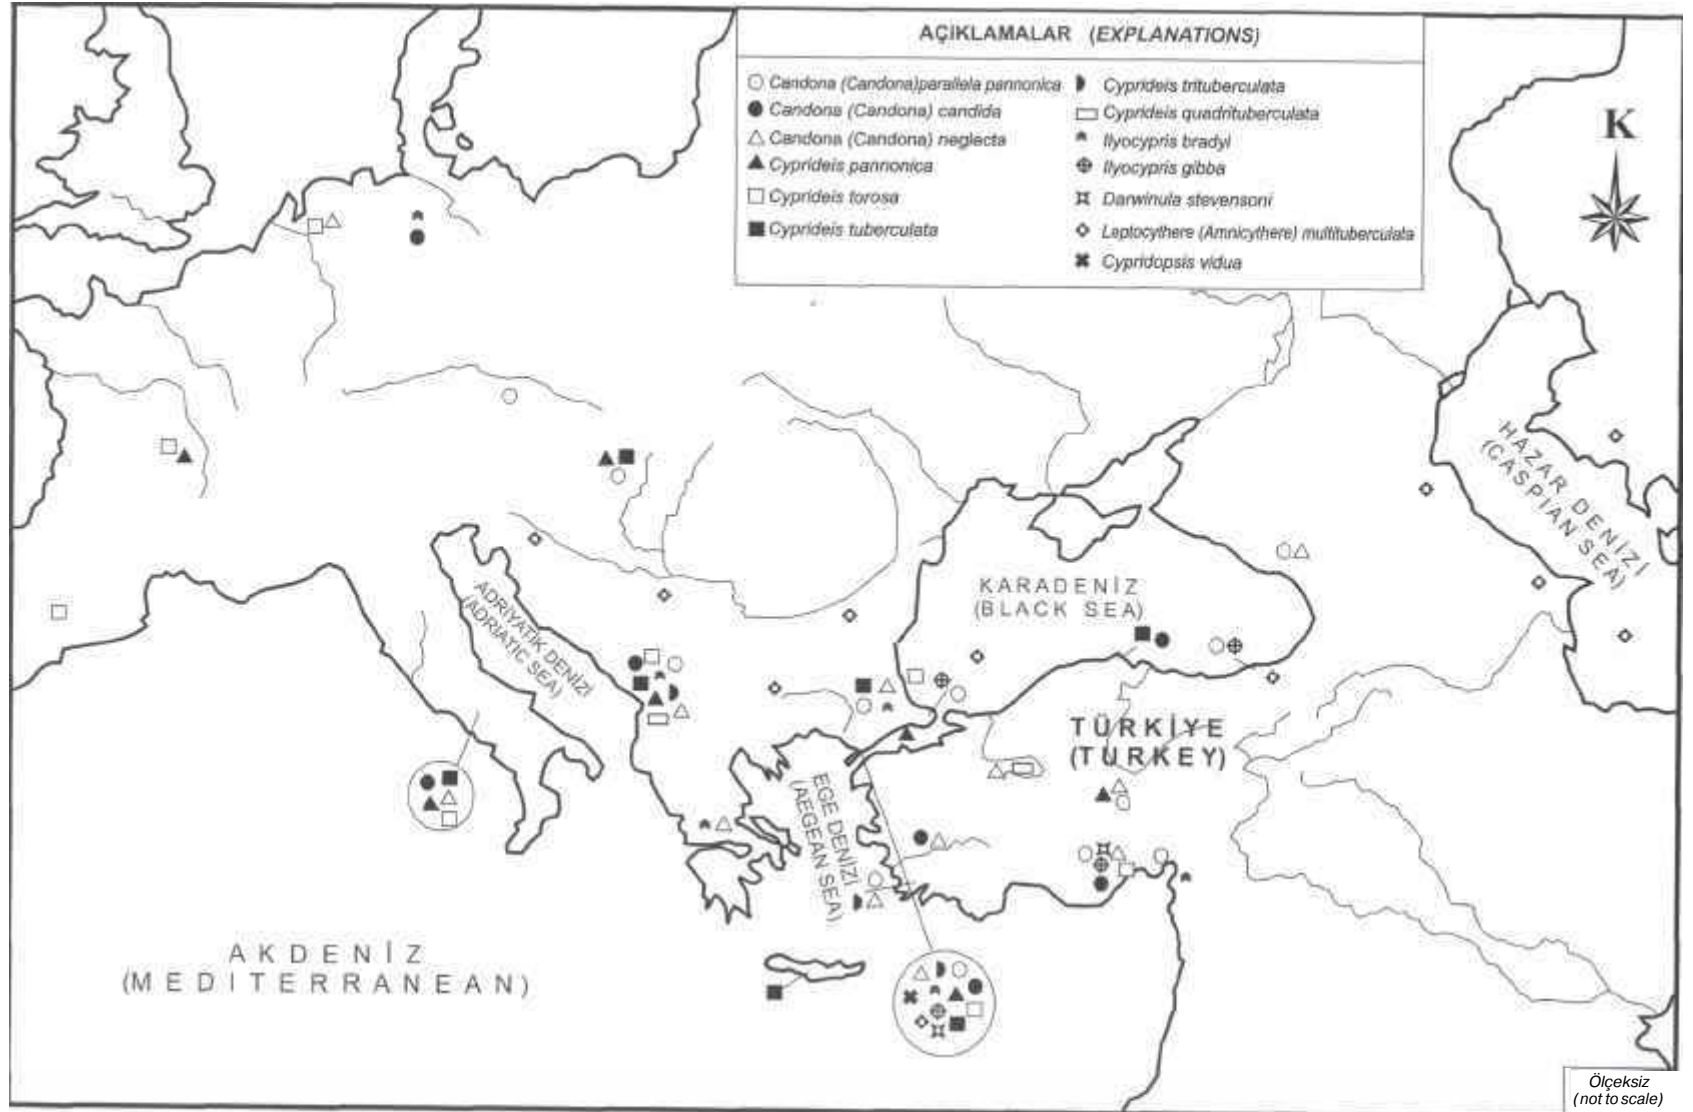 AÇIKLAMALAR (EXPLANATIONS)
Candona (Candona)parallela pannonica
Candona (Candona) candida
Candona (Candona) neglecta
Cyprideis pannonica
Cyprideis torosa
Cyprideis tuberculata
Cyprideis trituberculata
Cyprideis quadrituberculata
Ilyocypris bradyi
Ilyocypris gibba
Darwinula stevensoni
Leptocythere (Amnicythere) multituberculata
Cypridopsis vidua
K
HAZAR DENİZİ
(CASPIAN SEA)
KARADENİZ
(BLACK SEA)
ADRİYATİK DENİZİ
(ADRIATIC SEA)
TÜRKİYE
(TURKEY)
EGE DENİZİ
(AEGEAN SEA)
AKDENİZ
(MEDITERRANEAN)
Ölçeksiz
(not to scale)